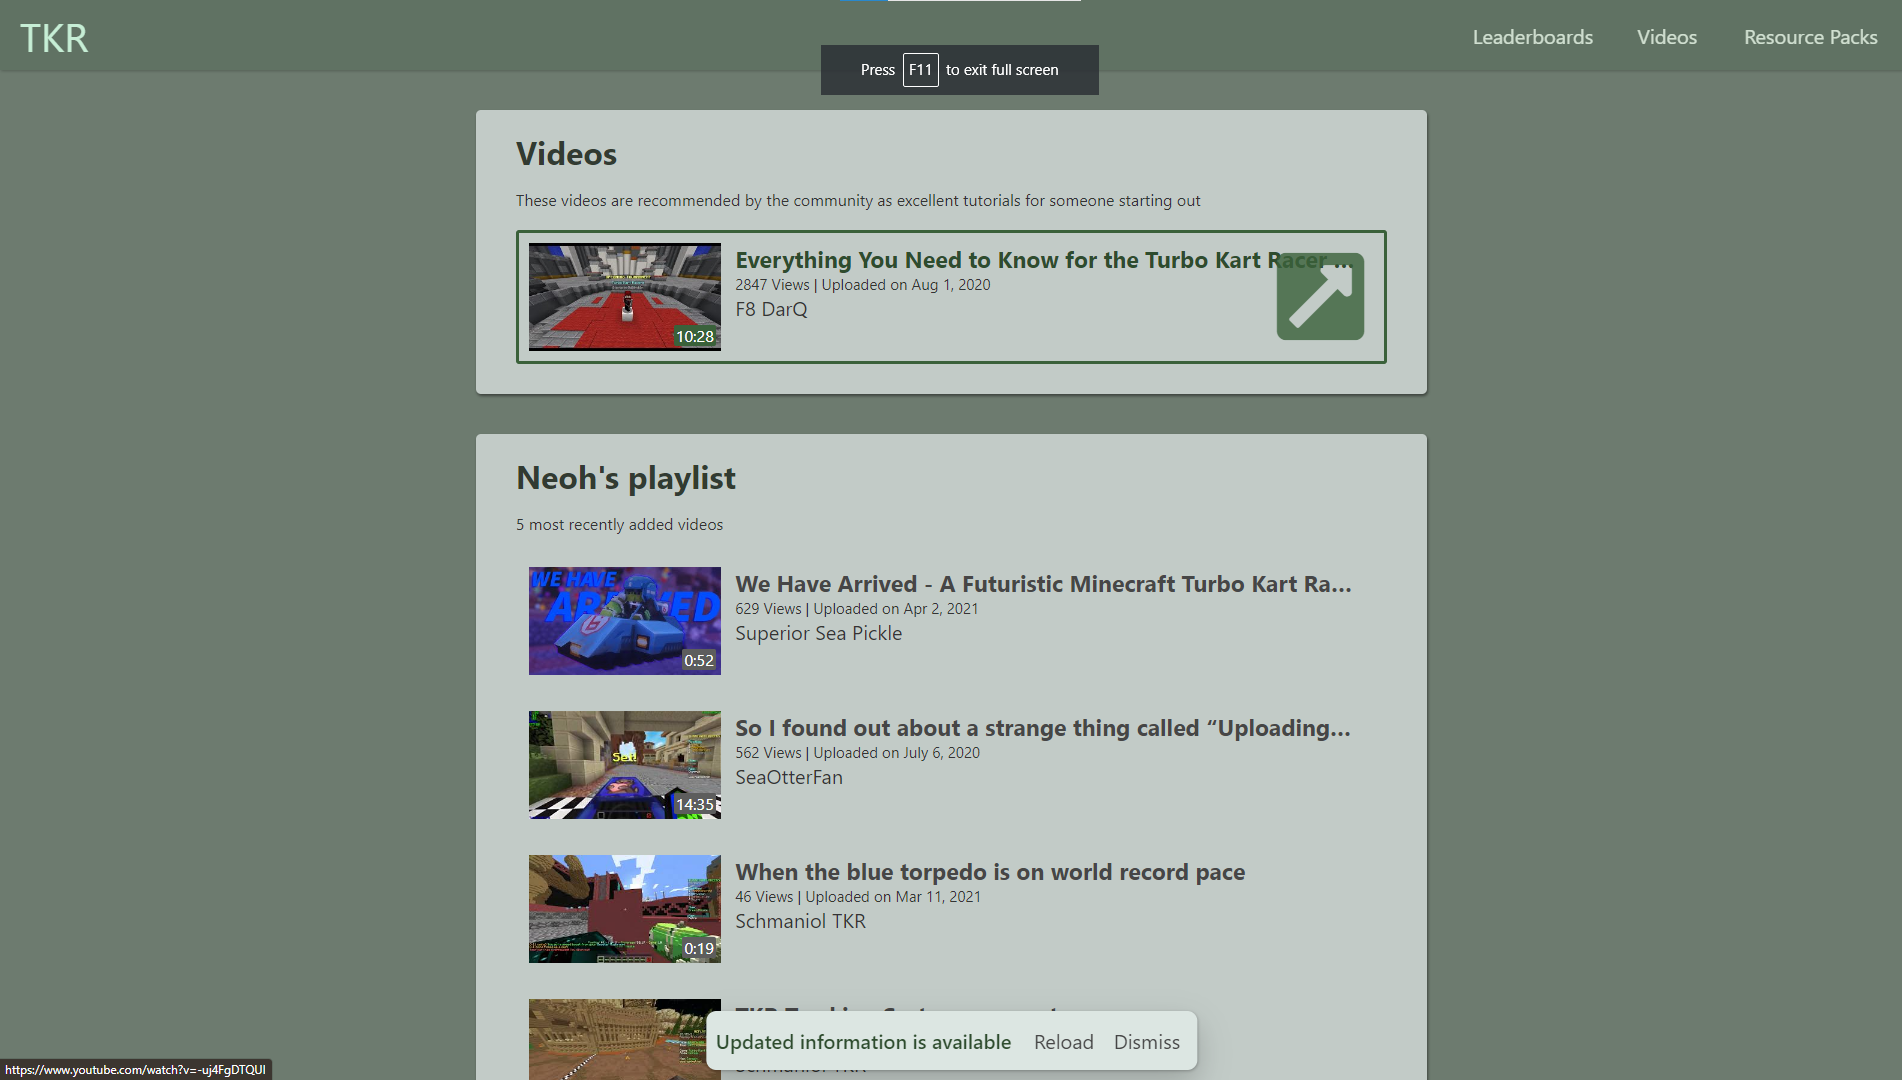 TKR
Leaderboards
Videos
Resource Packs
Press F11 to exit full screen
Videos
These videos are recommended by the community as excellent tutorials for someone starting out
Everything You Need to Know for the Turbo Kart Racer ...
2847 Views | Uploaded on Aug 1, 2020
F8 DarQ
10:28
Neoh's playlist
5 most recently added videos
WE HAVE
We Have Arrived - A Futuristic Minecraft Turbo Kart Ra...
629 Views | Uploaded on Apr 2, 2021
Superior Sea Pickle
0:52
So I found out about a strange thing called “Uploading...
562 Views | Uploaded on July 6, 2020
SeaOtterFan
Set!
14:35
When the blue torpedo is on world record pace
46 Views | Uploaded on Mar 11, 2021
Schmaniol TKR
0:19
Updated information is available
Reload
Dismiss
Schmaniol TKR
https://www.youtube.com/watch?v=-uj4FgDTQUI